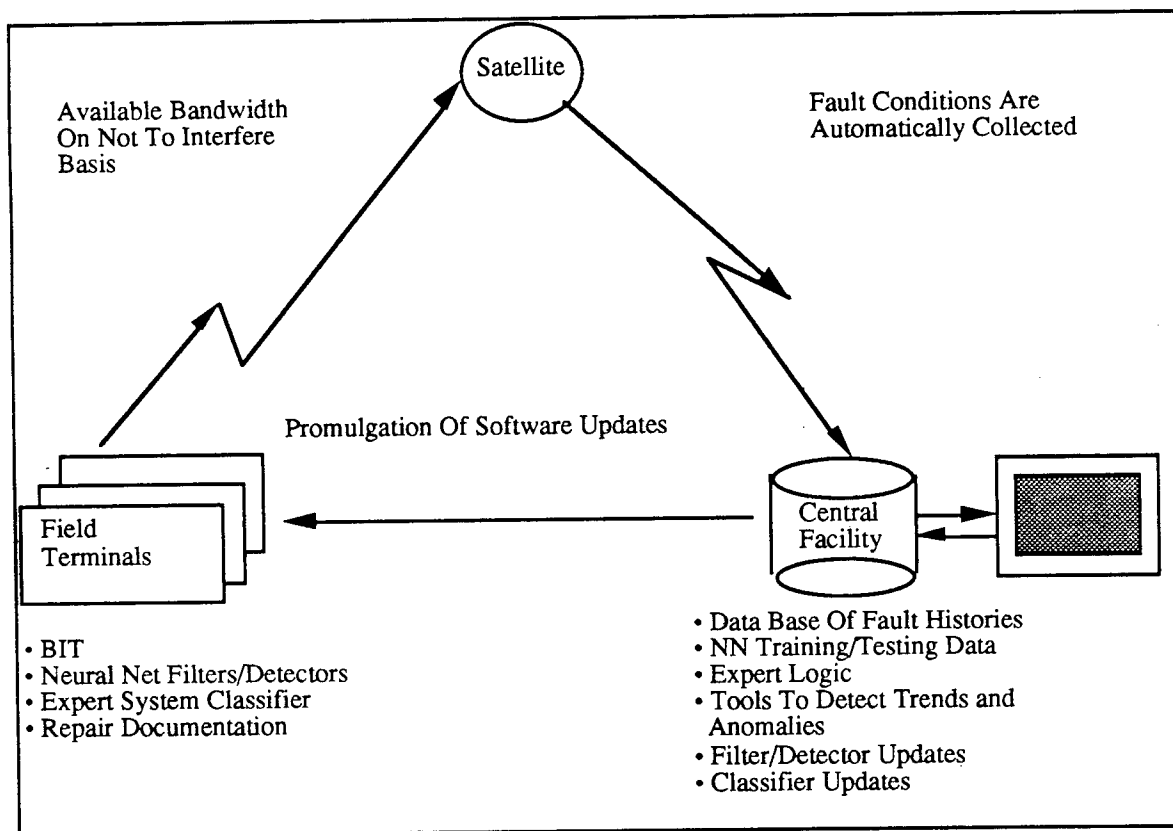 Satellite
Available Bandwidth
On Not To Interfere
Basis
Fault Conditions Are
Automatically Collected
Promulgation Of Software Updates
Field
Terminals
Central
Facility
• BIT
• Neural Net Filters/Detectors
• Expert System Classifier
• Repair Documentation
• Data Base Of Fault Histories
• NN Training/Testing Data
• Expert Logic
• Tools To Detect Trends and
Anomalies
• Filter/Detector Updates
• Classifier Updates